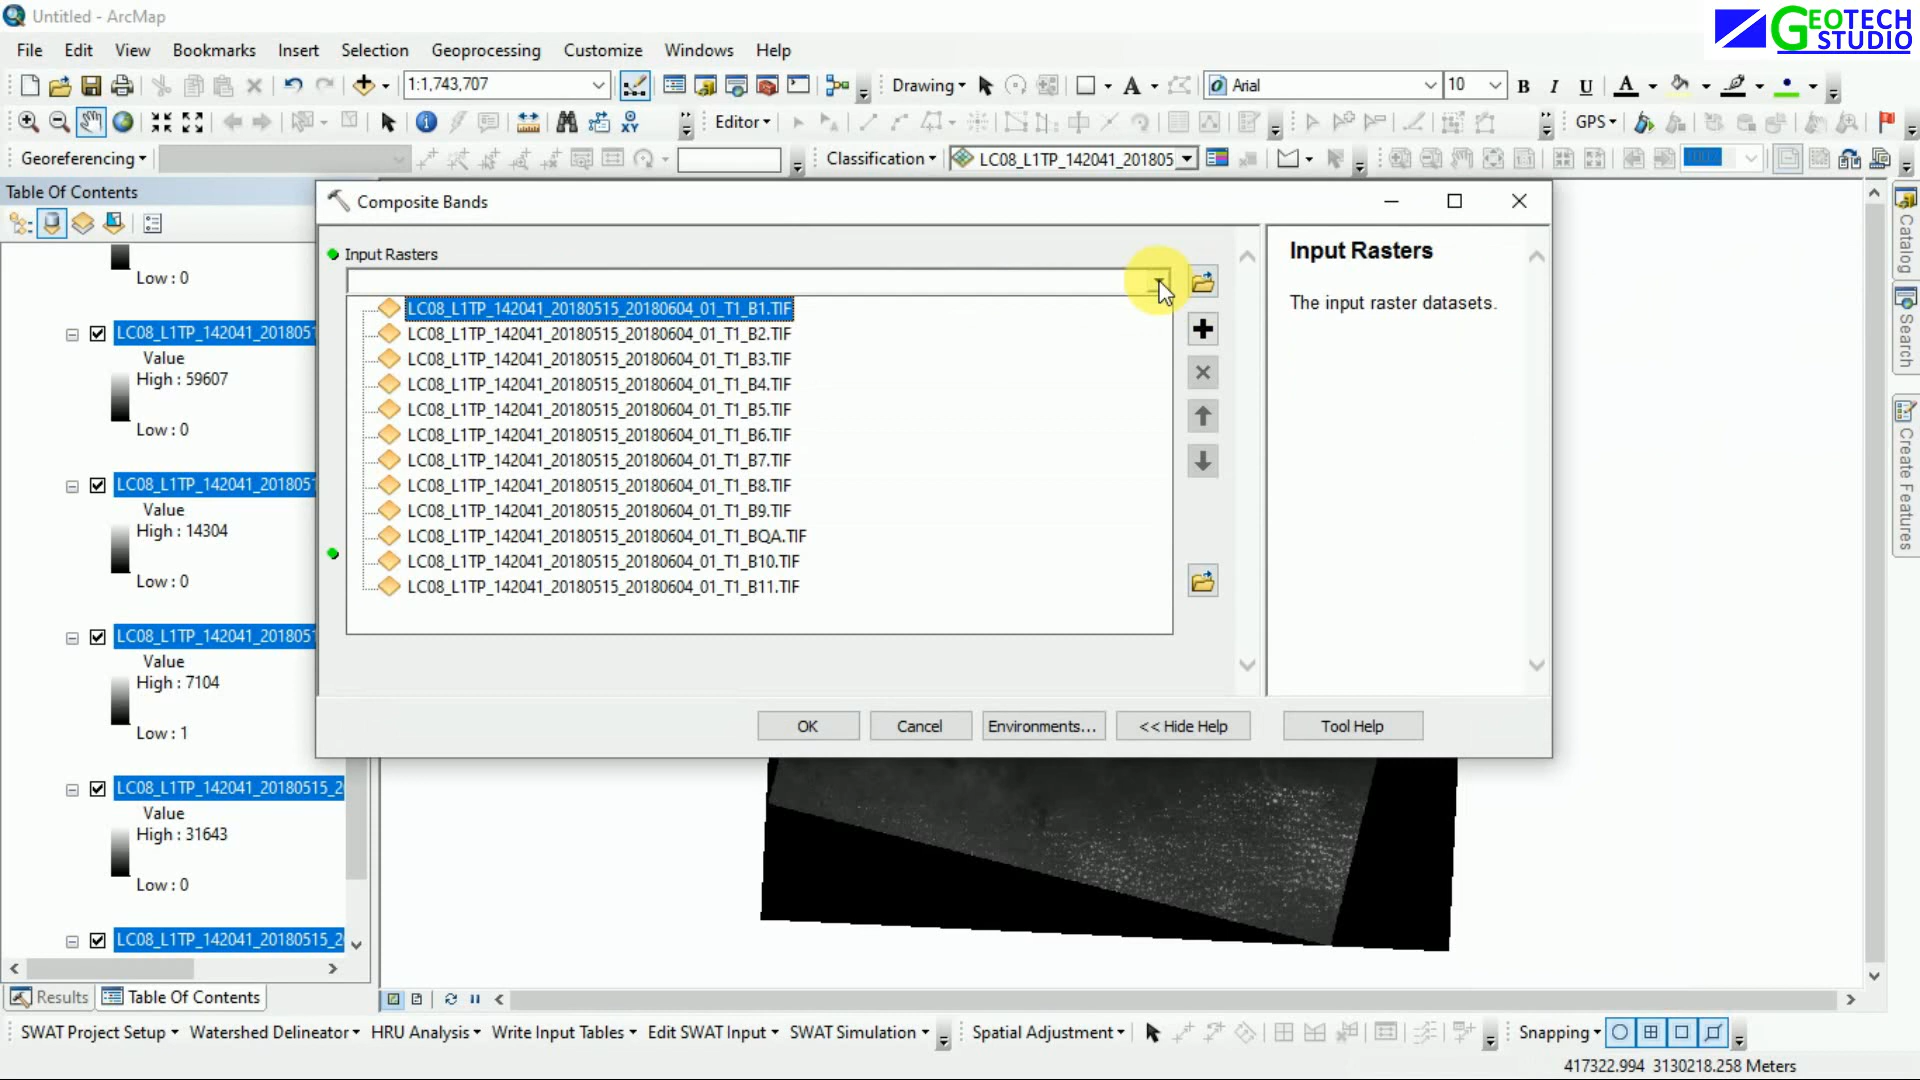 Untitled - ArcMap
GEOTECH STUDIO
File Edit View Bookmarks Insert Selection Geoprocessing Customize Windows Help
1:1,743,707 Drawing Arial 10 B I U A
XY Editor GPS
Georeferencing Classification LC08_L1TP_142041_201805
Table Of Contents
Composite Bands
Low : 0
LC08_L1TP_142041_2018051
Value
High : 59607
Low : 0
LC08_L1TP_142041_2018051
Value
High : 14304
Low : 0
LC08_L1TP_142041_2018051
Value
High : 7104
Low : 1
LC08_L1TP_142041_20180515_2
Value
High : 31643
Low : 0
LC08_L1TP_142041_20180515_2
Input Rasters
LC08_L1TP_142041_20180515_20180604_01_T1_B1.TIF
LC08_L1TP_142041_20180515_20180604_01_T1_B2.TIF
LC08_L1TP_142041_20180515_20180604_01_T1_B3.TIF
LC08_L1TP_142041_20180515_20180604_01_T1_B4.TIF
LC08_L1TP_142041_20180515_20180604_01_T1_B5.TIF
LC08_L1TP_142041_20180515_20180604_01_T1_B6.TIF
LC08_L1TP_142041_20180515_20180604_01_T1_B7.TIF
LC08_L1TP_142041_20180515_20180604_01_T1_B8.TIF
LC08_L1TP_142041_20180515_20180604_01_T1_B9.TIF
LC08_L1TP_142041_20180515_20180604_01_T1_BQA.TIF
LC08_L1TP_142041_20180515_20180604_01_T1_B10.TIF
LC08_L1TP_142041_20180515_20180604_01_T1_B11.TIF
Input Rasters
The input raster datasets.
OK Cancel Environments... << Hide Help Tool Help
Catalog
Search
Create Features
Results Table Of Contents
SWAT Project Setup Watershed Delineator HRU Analysis Write Input Tables Edit SWAT Input SWAT Simulation Spatial Adjustment Snapping
417322.994 3130218.258 Meters